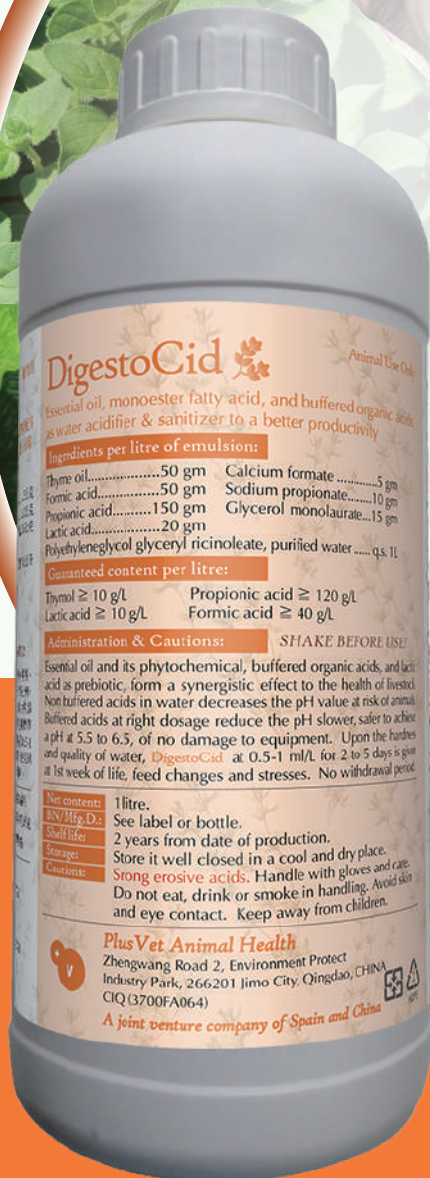 DigestoCid
Animal Use Only
Essential oil, monoester fatty acid, and buffered organic acids
as water acidifier & sanitizer to a better productivity
Ingredients per litre of emulsion:
Thyme oil...................50 gm Calcium formate ............5 gm
Formic acid................50 gm Sodium propionate.......10 gm
Propionic acid..........150 gm Glycerol monolaurate...15 gm
Lactic acid..................20 gm
Polyethyleneglycol glyceryl ricinoleate, purified water..... q.s. 1L
Guaranteed content per litre:
Thymol ≧ 10 g/L Propionic acid ≧ 120 g/L
Lactic acid ≧ 10 g/L Formic acid ≧ 40 g/L
Administration & Cautions: SHAKE BEFORE USE!
Essential oil and its phytochemical, buffered organic acids, and lactic
acid as prebiotic, form a synergistic effect to the health of livestock.
Non buffered acids in water decreases the pH value at risk of animals.
Buffered acids at right dosage reduce the pH slower, safer to achieve
a pH at 5.5 to 6.5, of no damage to equipment. Upon the hardness
and quality of water, DigestoCid at 0.5-1 ml/L for 2 to 5 days is given
at 1st week of life, feed changes and stresses. No withdrawal period.
Net content: 1litre.
BN/Mfg.D.: See label or bottle.
Shelf life: 2 years from date of production.
Storage: Store it well closed in a cool and dry place.
Cautions: Srong erosive acids. Handle with gloves and care.
Do not eat, drink or smoke in handling. Avoid skin
and eye contact. Keep away from children.
+ V
PlusVet Animal Health
Zhengwang Road 2, Environment Protect
Industry Park, 266201 Jimo City, Qingdao, CHINA
CIQ (3700FA064)
A joint venture company of Spain and China
HDPE